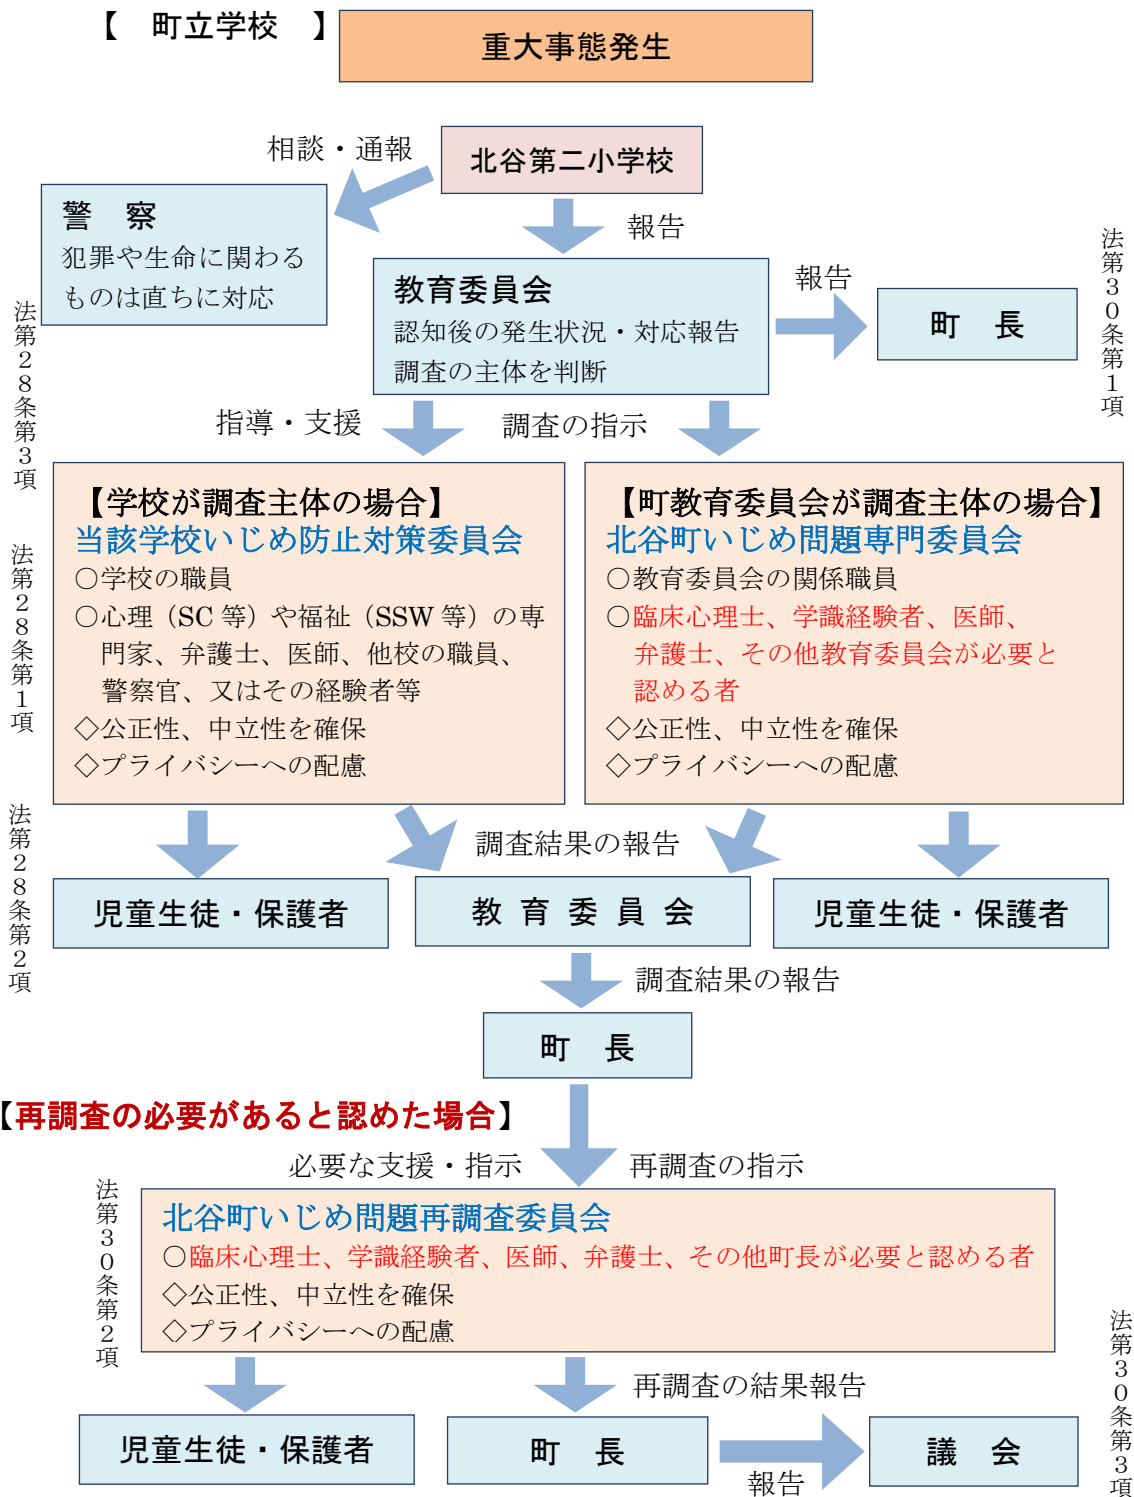 【　町立学校　】
重大事態発生
相談・通報
北谷第二小学校
警　察
犯罪や生命に関わる
ものは直ちに対応
報告
教育委員会
認知後の発生状況・対応報告
調査の主体を判断
報告
町　長
法第３０条第１項
法第２８条第３項
指導・支援
調査の指示
【学校が調査主体の場合】
当該学校いじめ防止対策委員会
○学校の職員
○心理（SC 等）や福祉（SSW 等）の専
門家、弁護士、医師、他校の職員、
警察官、又はその経験者等
◇公正性、中立性を確保
◇プライバシーへの配慮
【町教育委員会が調査主体の場合】
北谷町いじめ問題専門委員会
○教育委員会の関係職員
○臨床心理士、学識経験者、医師、
弁護士、その他教育委員会が必要と
認める者
◇公正性、中立性を確保
◇プライバシーへの配慮
法第２８条第１項
法第２８条第２項
調査結果の報告
児童生徒・保護者
教 育 委 員 会
児童生徒・保護者
調査結果の報告
町　長
【再調査の必要があると認めた場合】
必要な支援・指示
再調査の指示
法第３０条第２項
北谷町いじめ問題再調査委員会
○臨床心理士、学識経験者、医師、弁護士、その他町長が必要と認める者
◇公正性、中立性を確保
◇プライバシーへの配慮
再調査の結果報告
児童生徒・保護者
町　長
報告
議　会
法第３０条第３項